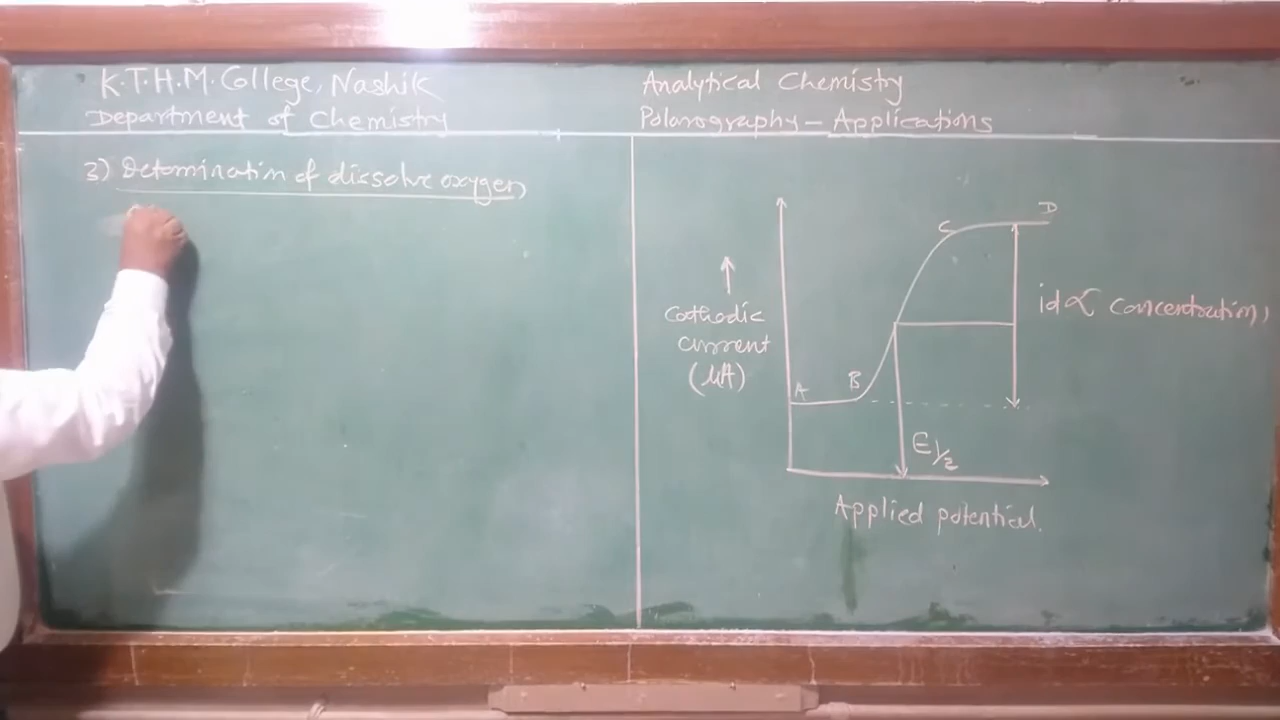 K.T.H.M. College, Nashik
Department of Chemistry
Analytical Chemistry
Polarography - Applications
3) Detomination of dissolve oxygen,
D
C
id ∝ concentration,
Cathodic
current
(μA)
A
B
E1/2
Applied potential.